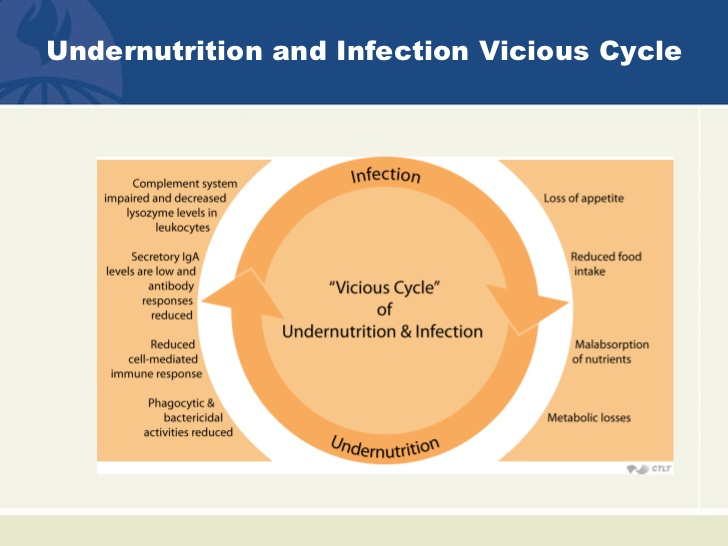 Undernutrition and Infection Vicious Cycle
Infection
Complement system
impaired and decreased
lysozyme levels in
leukocytes
Secretory IgA
levels are low and
antibody
responses
reduced
Reduced
cell-mediated
immune response
Phagocytic &
bactericidal
activities reduced
"Vicious Cycle"
of
Undernutrition & Infection
Loss of appetite
Reduced food
intake
Malabsorption
of nutrients
Metabolic losses
Undernutrition
CTLT